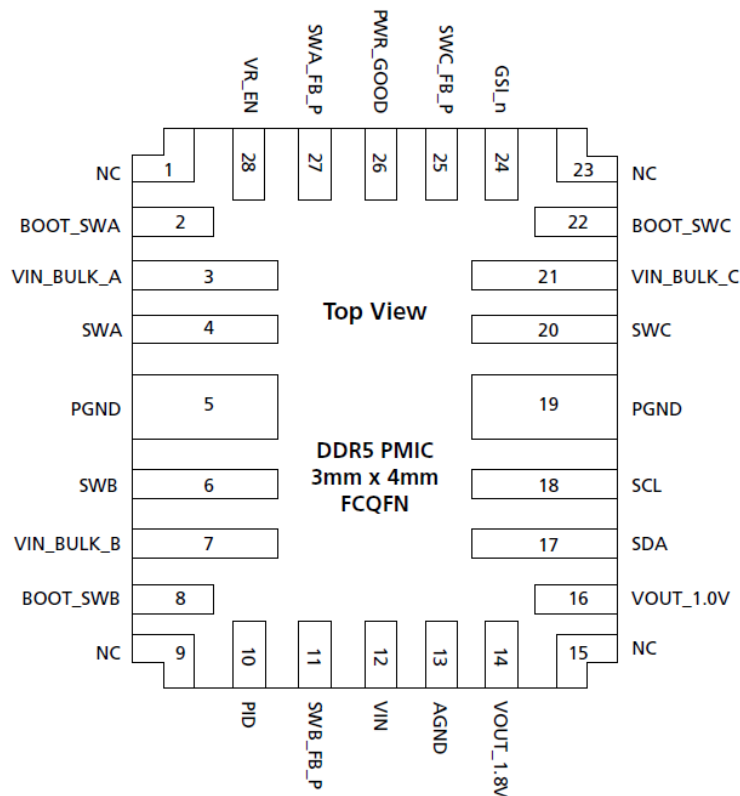 VR_EN
SWA_FB_P
PWR_GOOD
SWC_FB_P
GSI_n
28
27
26
25
24
NC
1
23
NC
BOOT_SWA
2
22
BOOT_SWC
VIN_BULK_A
3
21
VIN_BULK_C
Top View
SWA
4
20
SWC
PGND
5
19
PGND
DDR5 PMIC
3mm x 4mm
FCQFN
SWB
6
18
SCL
VIN_BULK_B
7
17
SDA
BOOT_SWB
8
16
VOUT_1.0V
NC
9
10
11
12
13
14
15
NC
PID
SWB_FB_P
VIN
AGND
VOUT_1.8V